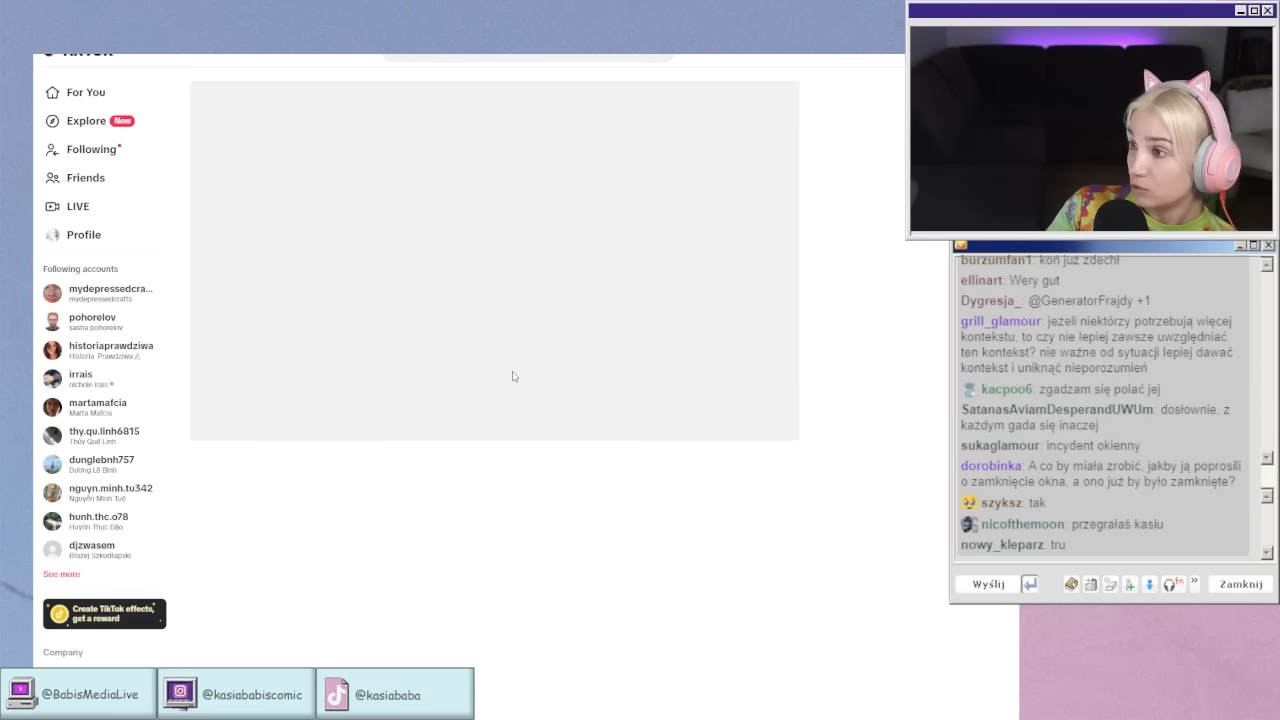 For You
Explore New
Following
Friends
LIVE
Profile
Following accounts
mydepressedcra...
mydepressedcrafts
pohorelov
sasha pohorelov
historiaprawdziwa
Historia Prawdziwa
irrais
nichole irais
martamafcia
Marta Mafcia
thy.qu.linh6815
Thúy Quif Linh
dunglebnh757
Dương Lê Bình
nguyn.minh.tu342
Nguyễn Minh Tuệ
hunh.thc.o78
Huỳnh Thục Đào
djzwasem
Błażej Szkudłapski
See more
Create TikTok effects,
get a reward
Company
@BabisMediaLive
@kasiababiscomic
@kasiababa
burzumfan1: koń już zdechł
ellinart: Wery gut
Dygresja_: @GeneratorFrajdy +1
grill_glamour: jeżeli niektórzy potrzebują więcej
kontekstu, to czy nie lepiej zawsze uwzględniać
ten kontekst? nie ważne od sytuacji lepiej dawać
kontekst i uniknąć nieporozumień
kacpoo6: zgadzam się polać jej
SatanasAviamDesperandUWUm: dosłownie, z
każdym gada się inaczej
sukaglamour: incydent okienny
dorobinka: A co by miała zrobić, jakby ją poprosili
o zamknięcie okna, a ono już by było zamknięte?
szyksz: tak
nicofthemoon: przegrałaś kasiu
nowy_kleparz: tru
Wyślij
fn
Zamknij